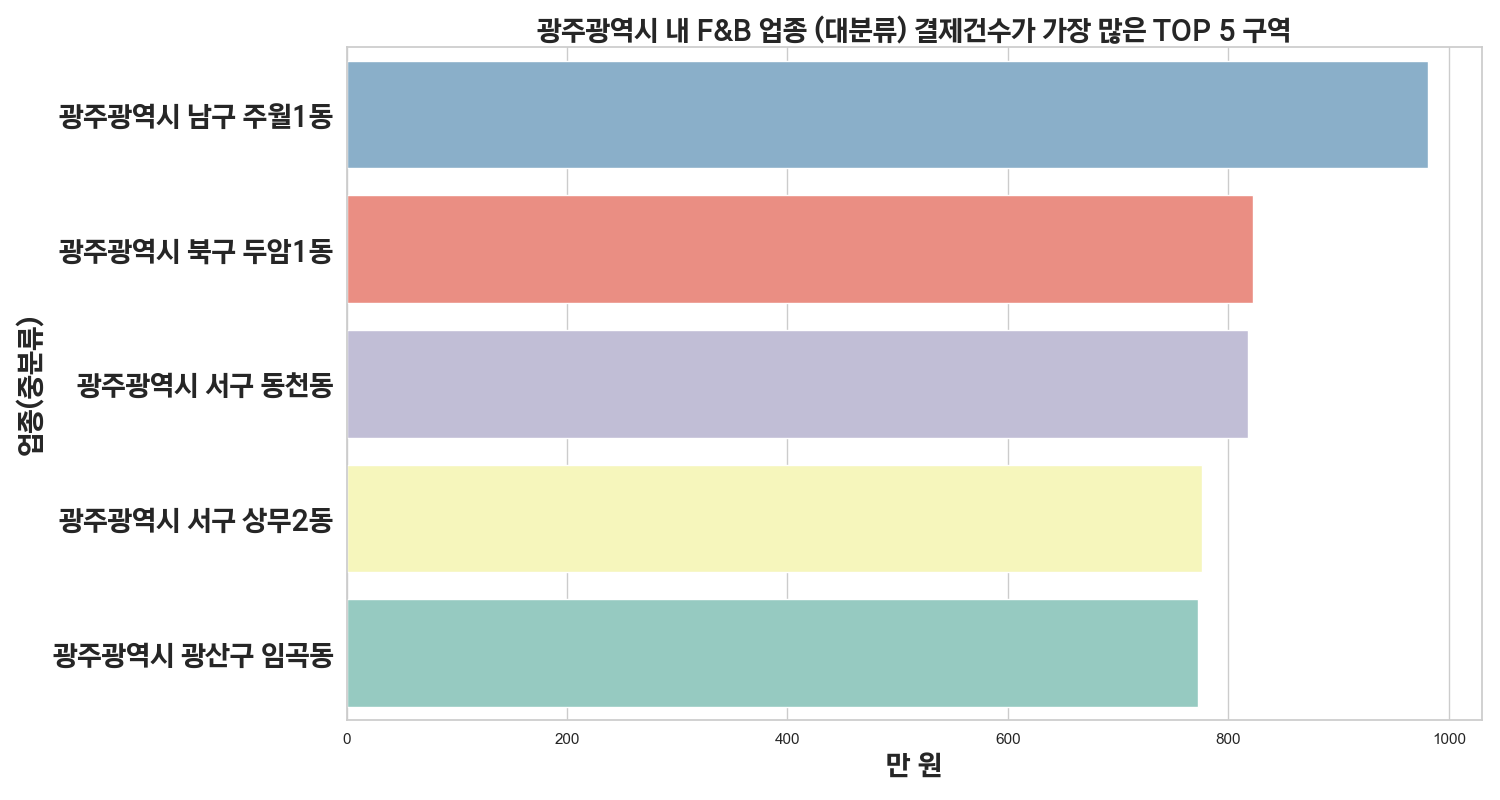 광주광역시 내 F&B 업종 (대분류) 결제건수가 가장 많은 TOP 5 구역
광주광역시 남구 주월1동
광주광역시 북구 두암1동
광주광역시 서구 동천동
광주광역시 서구 상무2동
광주광역시 광산구 임곡동
업종(중분류)
0 200 400 600 800 1000
만 원